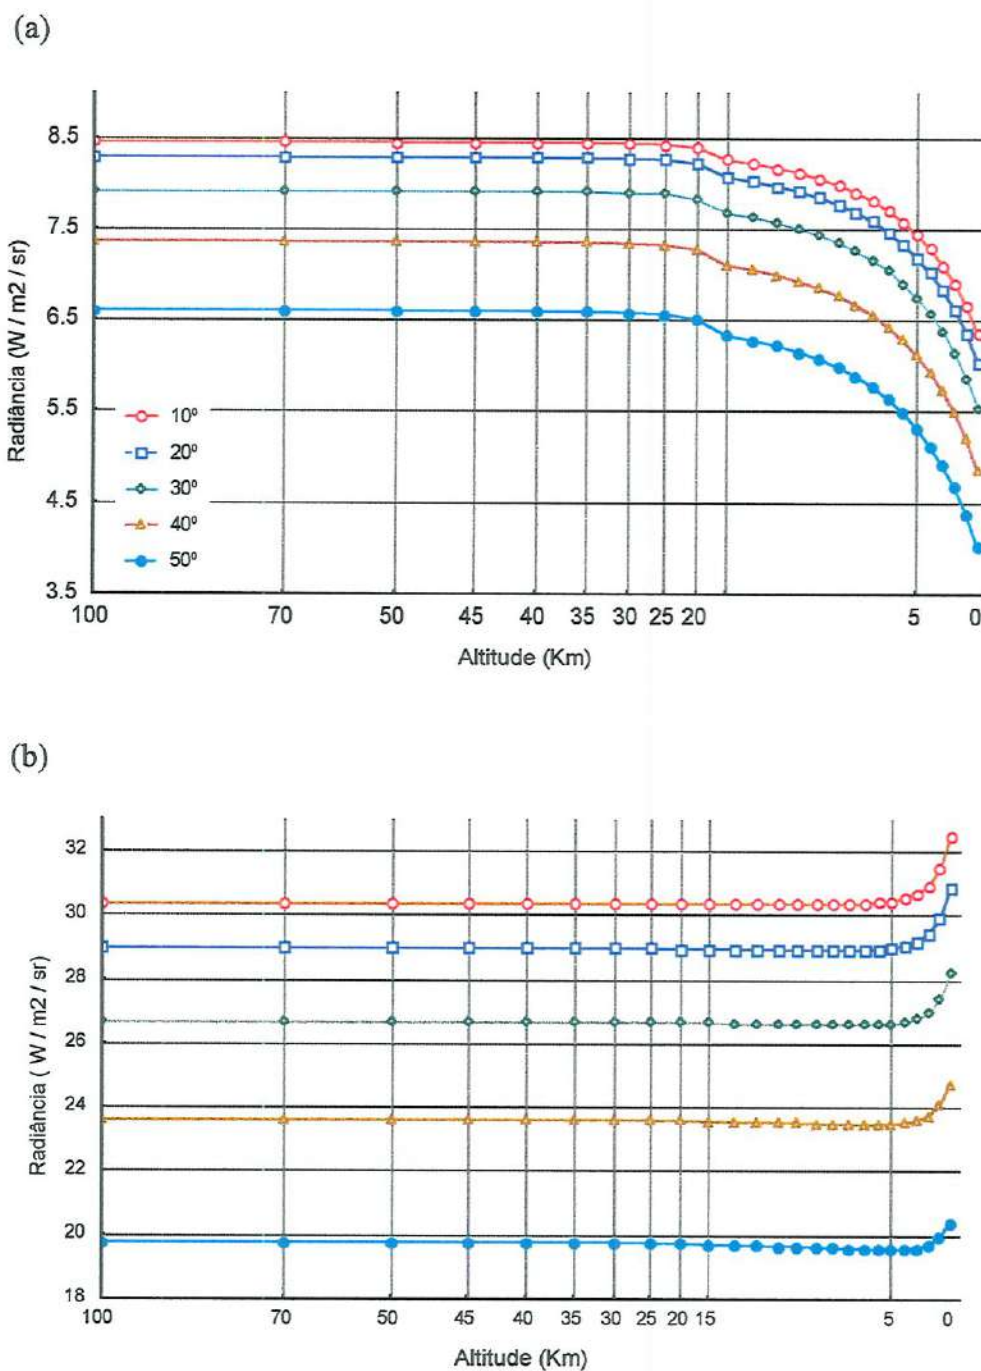 (a)
8.5
7.5
6.5
5.5
4.5
3.5
Radiância (W / m2 / sr)
10º
20º
30º
40º
50º
100 70 50 45 40 35 30 25 20 5 0
Altitude (Km)
(b)
32
30
28
26
24
22
20
18
Radiância ( W / m2 / sr)
100 70 50 45 40 35 30 25 20 15 5 0
Altitude (Km)